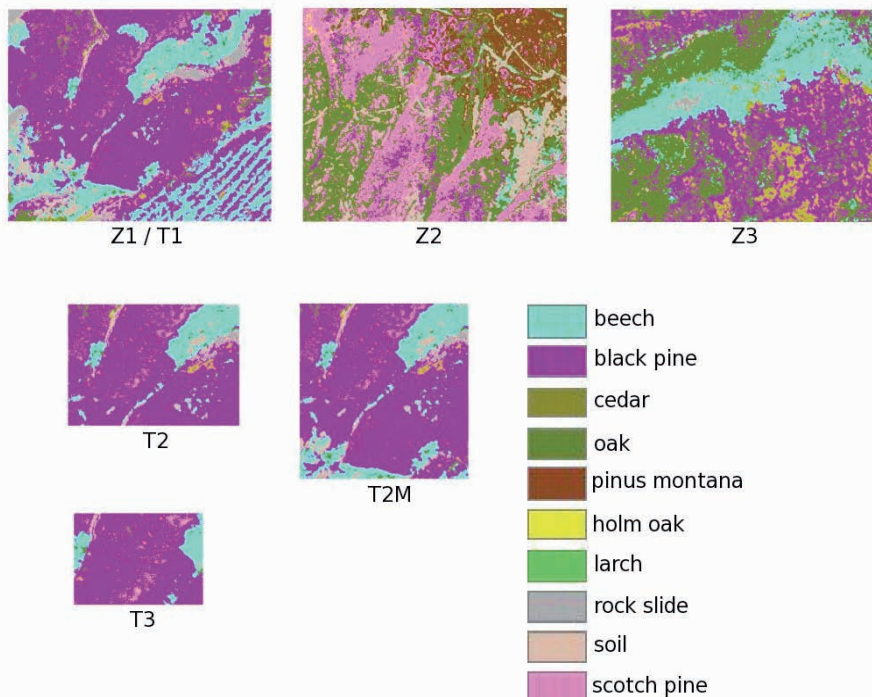 Z1 / T1
Z2
Z3
T2
T2M
T3
beech
black pine
cedar
oak
pinus montana
holm oak
larch
rock slide
soil
scotch pine